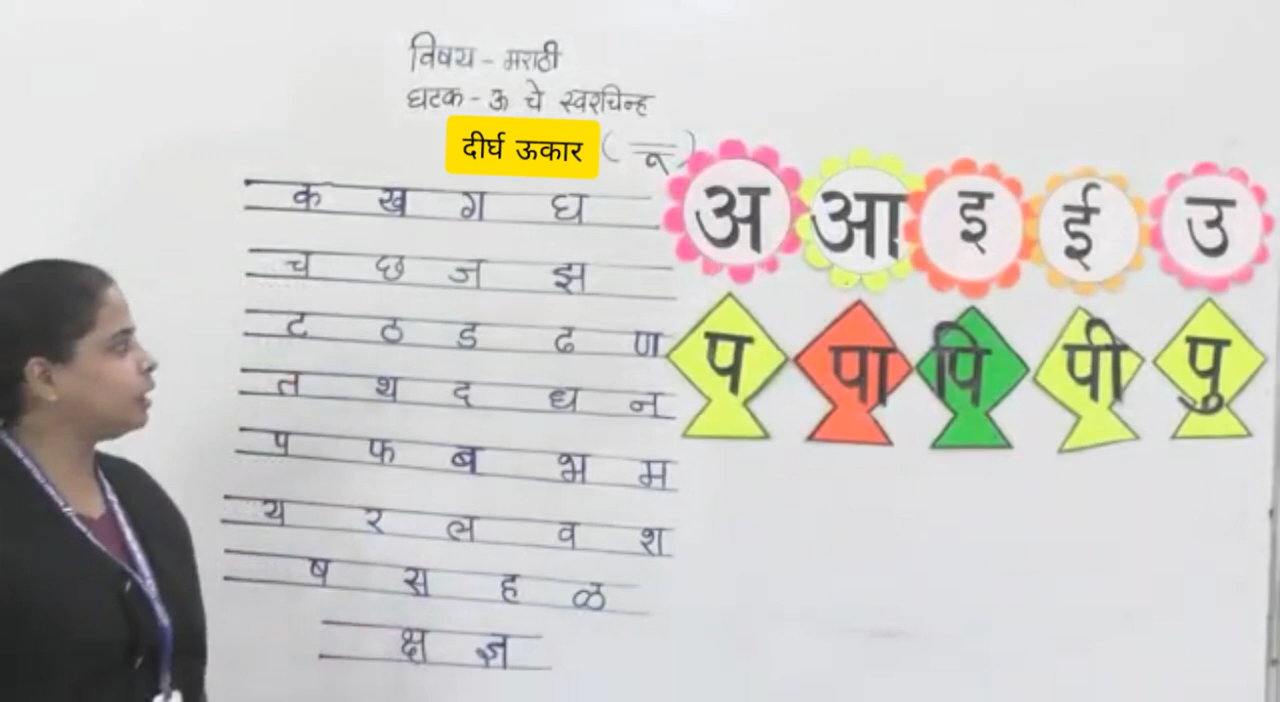 विषय - मराठी
घटक - ऊ चे स्वरचिन्ह
दीर्घ ऊकार ( ू )
क ख ग घ
च छ ज झ
ट ठ ड ढ ण
त थ द ध न
प फ ब भ म
य र ल व श
ष स ह ळ
क्ष ज्ञ
अ आ इ ई उ
प पा पि पी पु